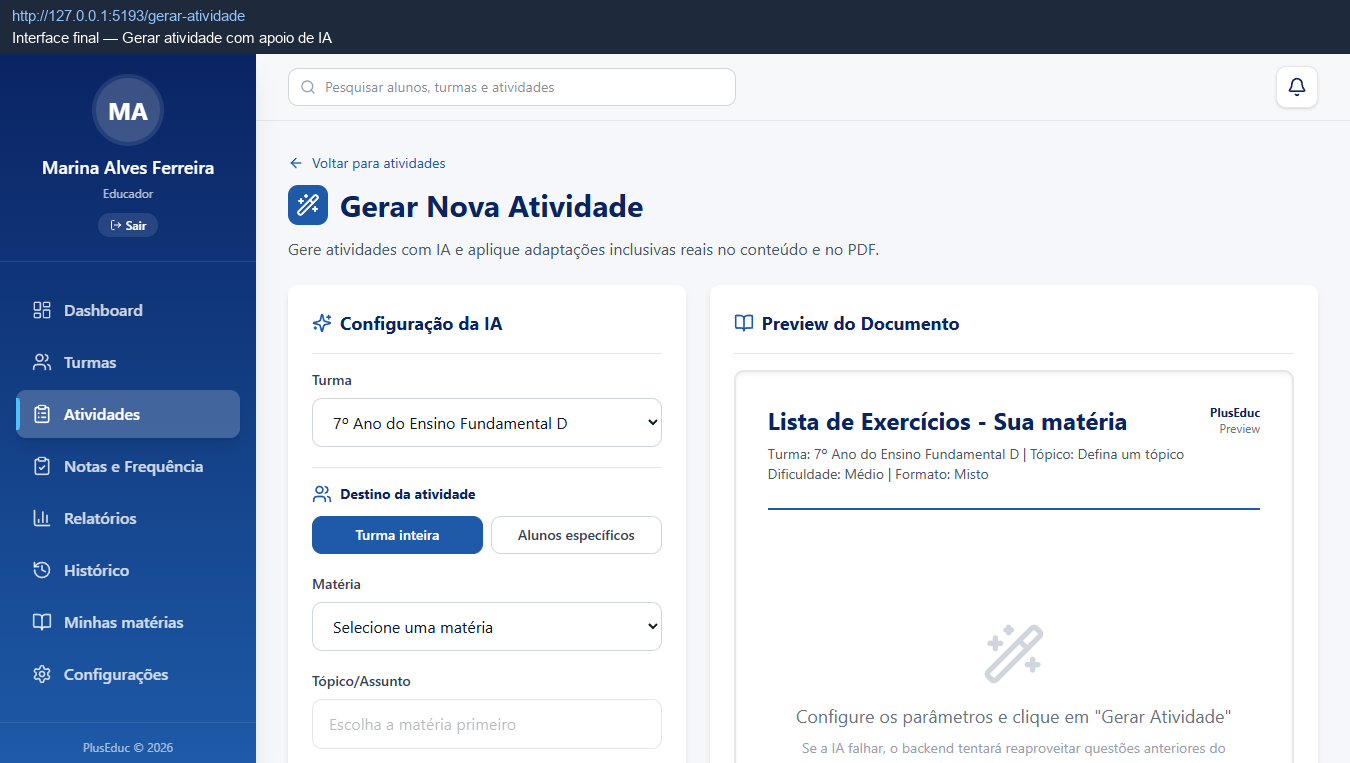 http://127.0.0.1:5193/gerar-atividade
Interface final — Gerar atividade com apoio de IA
MA
Marina Alves Ferreira
Educador
Sair
Dashboard
Turmas
Atividades
Notas e Frequência
Relatórios
Histórico
Minhas matérias
Configurações
PlusEduc © 2026
Pesquisar alunos, turmas e atividades
Voltar para atividades
Gerar Nova Atividade
Gere atividades com IA e aplique adaptações inclusivas reais no conteúdo e no PDF.
Configuração da IA
Turma
7º Ano do Ensino Fundamental D
Destino da atividade
Turma inteira
Alunos específicos
Matéria
Selecione uma matéria
Tópico/Assunto
Escolha a matéria primeiro
Preview do Documento
Lista de Exercícios - Sua matéria
PlusEduc
Preview
Turma: 7º Ano do Ensino Fundamental D | Tópico: Defina um tópico
Dificuldade: Médio | Formato: Misto
Configure os parâmetros e clique em "Gerar Atividade"
Se a IA falhar, o backend tentará reaproveitar questões anteriores do